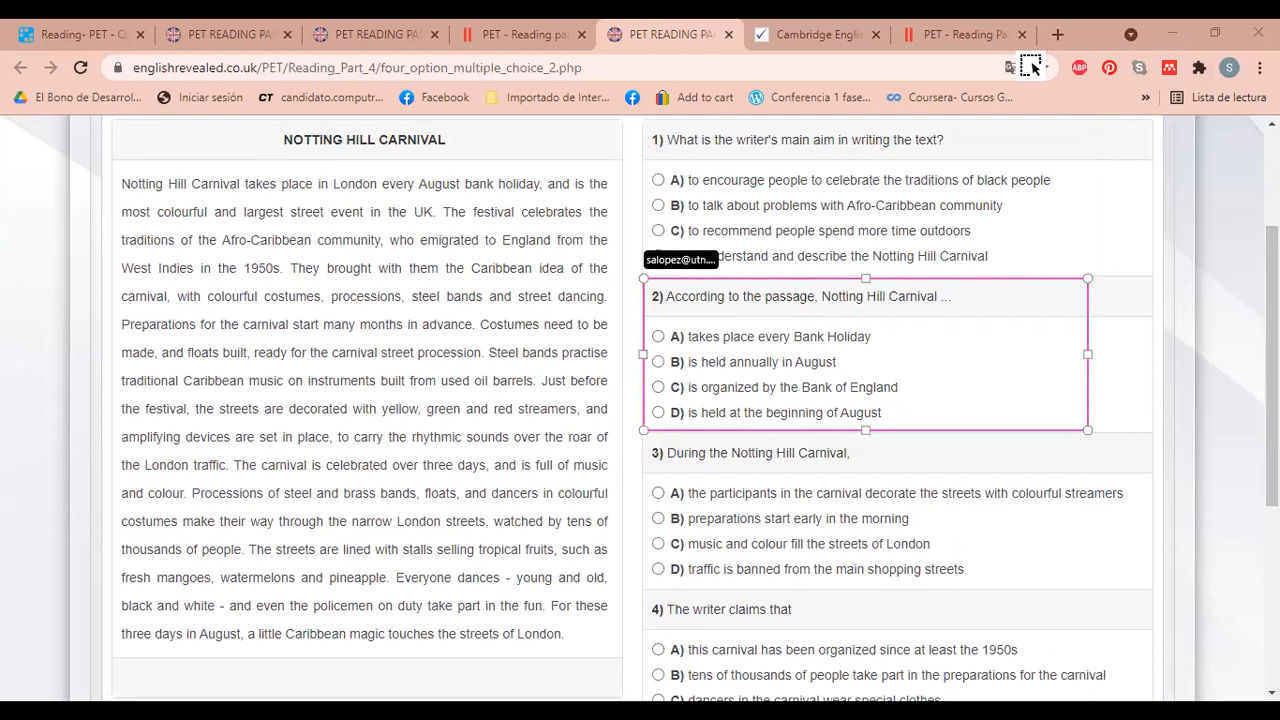 Reading- PET - Q
PET READING PA
PET READING PA
PET - Reading pa
PET READING PA
Cambridge Engli
PET - Reading Pa
englishrevealed.co.uk/PET/Reading_Part_4/four_option_multiple_choice_2.php
ABP
S
El Bono de Desarroll...
Iniciar sesión
CT candidato.computr...
Facebook
Importado de Interne...
Add to cart
Conferencia 1 fase...
Coursera- Cursos G...
»
Lista de lectura
NOTTING HILL CARNIVAL
Notting Hill Carnival takes place in London every August bank holiday, and is the
most colourful and largest street event in the UK. The festival celebrates the
traditions of the Afro-Caribbean community, who emigrated to England from the
West Indies in the 1950s. They brought with them the Caribbean idea of the
carnival, with colourful costumes, processions, steel bands and street dancing.
Preparations for the carnival start many months in advance. Costumes need to be
made, and floats built, ready for the carnival street procession. Steel bands practise
traditional Caribbean music on instruments built from used oil barrels. Just before
the festival, the streets are decorated with yellow, green and red streamers, and
amplifying devices are set in place, to carry the rhythmic sounds over the roar of
the London traffic. The carnival is celebrated over three days, and is full of music
and colour. Processions of steel and brass bands, floats, and dancers in colourful
costumes make their way through the narrow London streets, watched by tens of
thousands of people. The streets are lined with stalls selling tropical fruits, such as
fresh mangoes, watermelons and pineapple. Everyone dances - young and old,
black and white - and even the policemen on duty take part in the fun. For these
three days in August, a little Caribbean magic touches the streets of London.
1) What is the writer's main aim in writing the text?
A) to encourage people to celebrate the traditions of black people
B) to talk about problems with Afro-Caribbean community
C) to recommend people spend more time outdoors
derstand and describe the Notting Hill Carnival
salopez@utn....
2) According to the passage, Notting Hill Carnival ...
A) takes place every Bank Holiday
B) is held annually in August
C) is organized by the Bank of England
D) is held at the beginning of August
3) During the Notting Hill Carnival,
A) the participants in the carnival decorate the streets with colourful streamers
B) preparations start early in the morning
C) music and colour fill the streets of London
D) traffic is banned from the main shopping streets
4) The writer claims that
A) this carnival has been organized since at least the 1950s
B) tens of thousands of people take part in the preparations for the carnival
C) dancers in the carnival wear special clothes